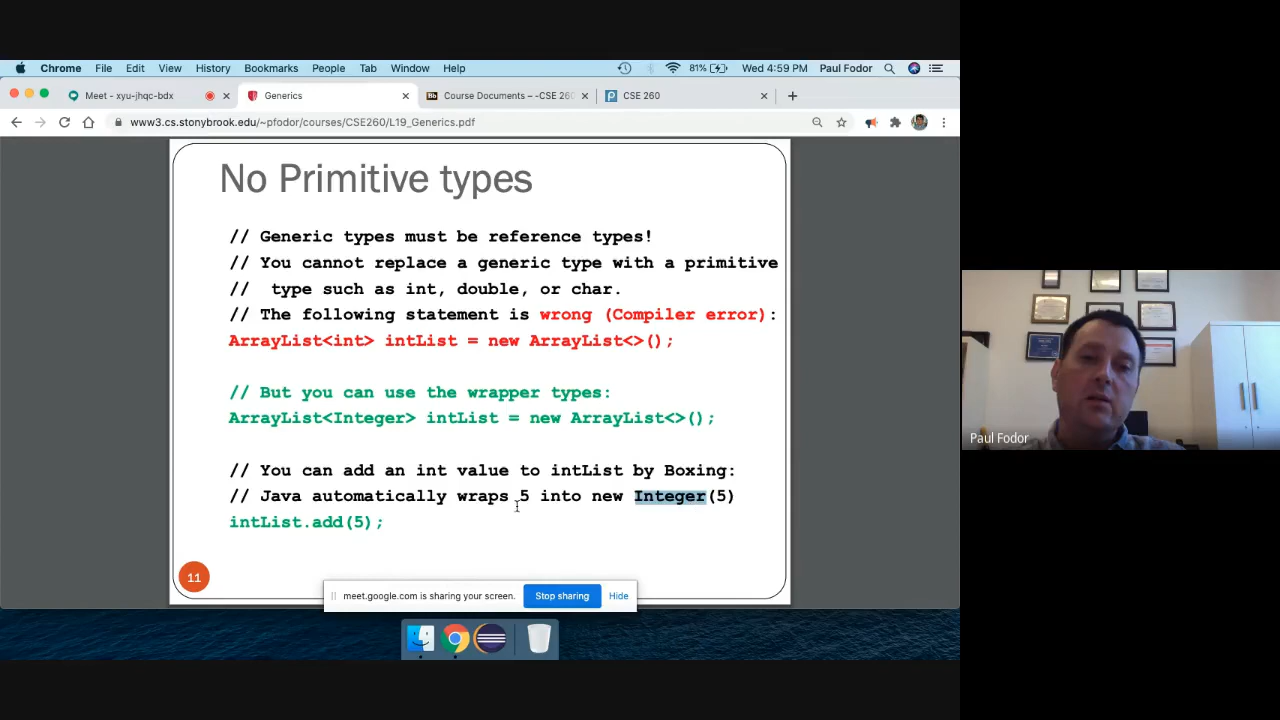 Chrome File Edit View History Bookmarks People Tab Window Help 81% Wed 4:59 PM Paul Fodor
Meet - xyu-jhqc-bdx Generics Course Documents – -CSE 260 CSE 260
www3.cs.stonybrook.edu/~pfodor/courses/CSE260/L19_Generics.pdf
No Primitive types
// Generic types must be reference types!
// You cannot replace a generic type with a primitive
// type such as int, double, or char.
// The following statement is wrong (Compiler error):
ArrayList<int> intList = new ArrayList<>();
// But you can use the wrapper types:
ArrayList<Integer> intList = new ArrayList<>();
// You can add an int value to intList by Boxing:
// Java automatically wraps 5 into new Integer(5)
intList.add(5);
11
meet.google.com is sharing your screen. Stop sharing Hide
Paul Fodor